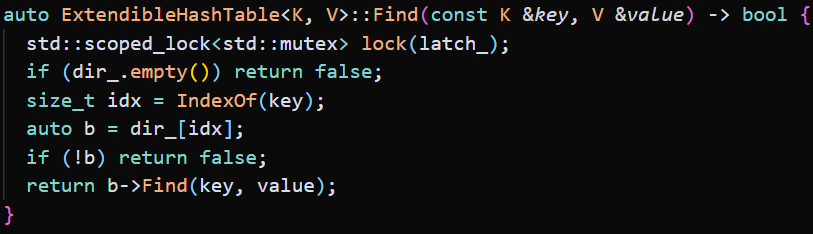 auto ExtendibleHashTable<K, V>::Find(const K &key, V &value) -> bool {
  std::scoped_lock<std::mutex> lock(latch_);
  if (dir_.empty()) return false;
  size_t idx = IndexOf(key);
  auto b = dir_[idx];
  if (!b) return false;
  return b->Find(key, value);
}